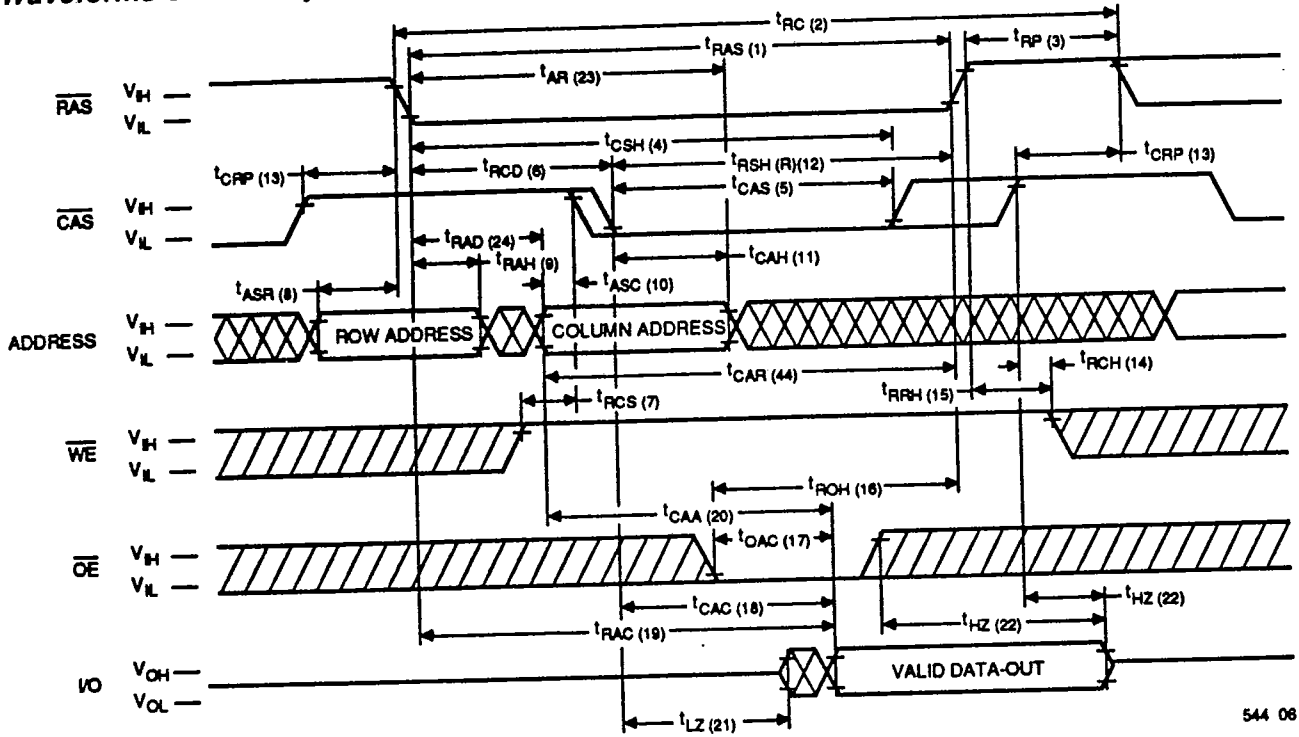 tRC (2)
tRAS (1)
tRP (3)
tAR (23)
RAS
VIH
VIL
tCSH (4)
tCRP (13)
tRCD (6)
tRSH (R)(12)
tCRP (13)
tCAS (5)
CAS
VIH
VIL
tRAD (24)
tRAH (9)
tCAH (11)
tASR (8)
tASC (10)
ADDRESS
VIH
VIL
ROW ADDRESS
COLUMN ADDRESS
tCAR (44)
tRCH (14)
tRRH (15)
tRCS (7)
WE
VIH
VIL
tROH (16)
tCAA (20)
tOAC (17)
OE
VIH
VIL
tCAC (18)
tHZ (22)
tRAC (19)
tHZ (22)
I/O
VOH
VOL
VALID DATA-OUT
tLZ (21)
544 06